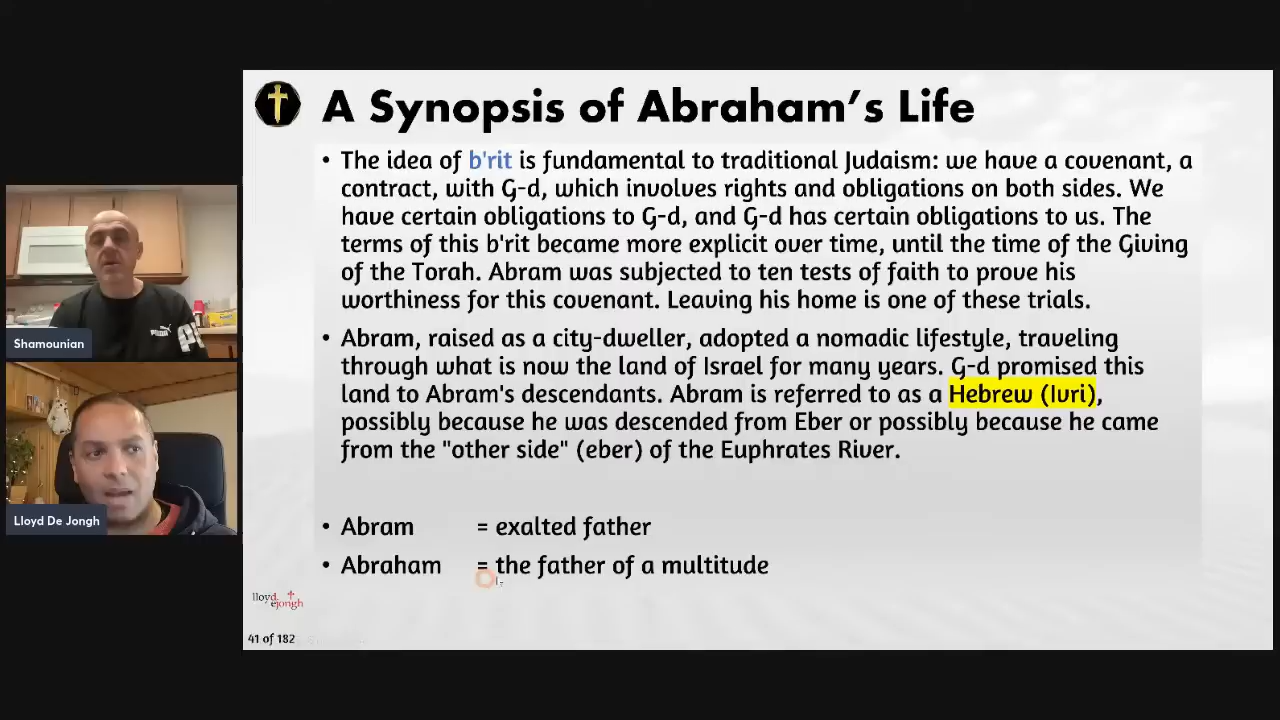 A Synopsis of Abraham's Life
• The idea of b'rit is fundamental to traditional Judaism: we have a covenant, a
contract, with G-d, which involves rights and obligations on both sides. We
have certain obligations to G-d, and G-d has certain obligations to us. The
terms of this b'rit became more explicit over time, until the time of the Giving
of the Torah. Abram was subjected to ten tests of faith to prove his
worthiness for this covenant. Leaving his home is one of these trials.
• Abram, raised as a city-dweller, adopted a nomadic lifestyle, traveling
through what is now the land of Israel for many years. G-d promised this
land to Abram's descendants. Abram is referred to as a Hebrew (Ivri),
possibly because he was descended from Eber or possibly because he came
from the "other side" (eber) of the Euphrates River.
• Abram = exalted father
• Abraham = the father of a multitude
lloyd
ejongh
41 of 182
Shamounian
PUMA
Lloyd De Jongh